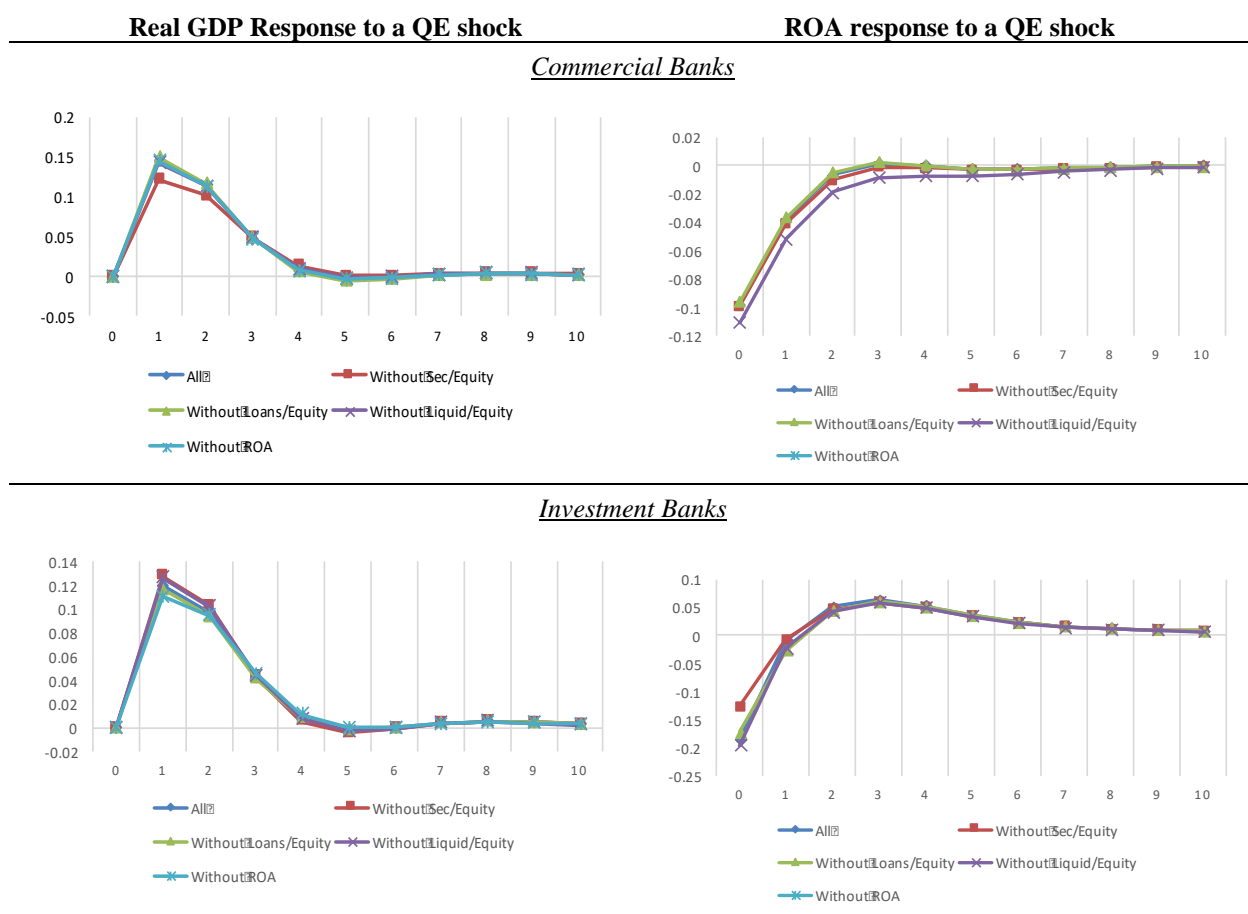 Real GDP Response to a QE shock
ROA response to a QE shock
Commercial Banks
0.2
0.15
0.1
0.05
0
-0.05
0 1 2 3 4 5 6 7 8 9 10
All
Without Sec/Equity
Without Loans/Equity
Without Liquid/Equity
Without ROA
0.02
0
-0.02
-0.04
-0.06
-0.08
-0.1
-0.12
0 1 2 3 4 5 6 7 8 9 10
All
Without Sec/Equity
Without Loans/Equity
Without Liquid/Equity
Without ROA
Investment Banks
0.14
0.12
0.1
0.08
0.06
0.04
0.02
0
-0.02
0 1 2 3 4 5 6 7 8 9 10
All
Without Sec/Equity
Without Loans/Equity
Without Liquid/Equity
Without ROA
0.1
0.05
0
-0.05
-0.1
-0.15
-0.2
-0.25
0 1 2 3 4 5 6 7 8 9 10
All
Without Sec/Equity
Without Loans/Equity
Without Liquid/Equity
Without ROA